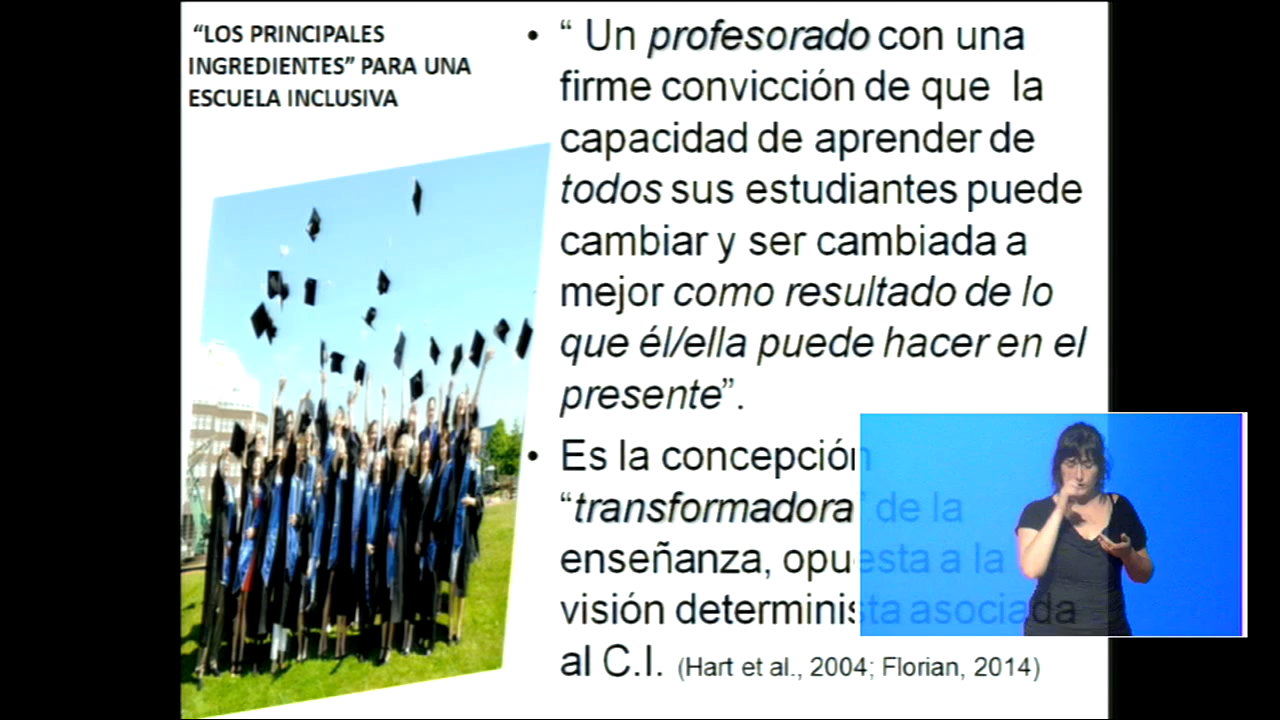 “LOS PRINCIPALES
INGREDIENTES” PARA UNA
ESCUELA INCLUSIVA
• “ Un profesorado con una
firme convicción de que la
capacidad de aprender de
todos sus estudiantes puede
cambiar y ser cambiada a
mejor como resultado de lo
que él/ella puede hacer en el
presente”.
• Es la concepción
“transformadora” de la
enseñanza, opuesta a la
visión determinista asociada
al C.I. (Hart et al., 2004; Florian, 2014)